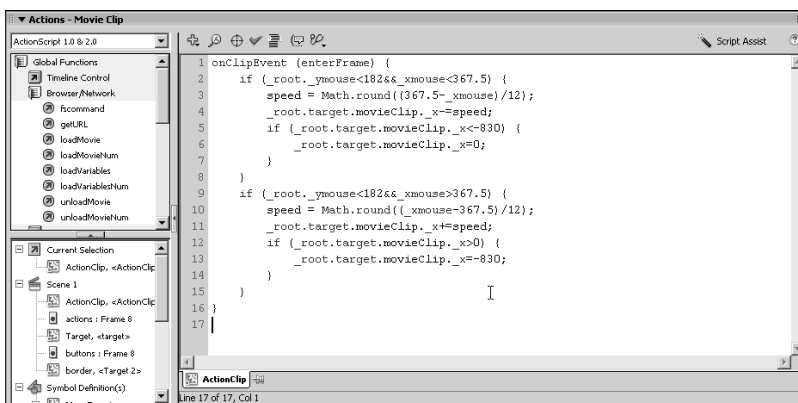 Actions - Movie Clip
ActionScript 1.0 & 2.0
Global Functions
Timeline Control
Browser/Network
fscommand
getURL
loadMovie
loadMovieNum
loadVariables
loadVariablesNum
unloadMovie
unloadMovieNum
Current Selection
ActionClip, <ActionClip
Scene 1
ActionClip, <ActionClip
actions : Frame 8
Target, <target>
buttons : Frame 8
border, <Target 2>
Symbol Definition(s)
Script Assist
1 onClipEvent (enterFrame) {
2 if (_root._ymouse<182&&_xmouse<367.5) {
3 speed = Math.round((367.5-_xmouse)/12);
4 _root.target.movieClip._x-=speed;
5 if (_root.target.movieClip._x<-830) {
6 _root.target.movieClip._x=0;
7 }
8 }
9 if (_root._ymouse<182&&_xmouse>367.5) {
10 speed = Math.round((_xmouse-367.5)/12);
11 _root.target.movieClip._x+=speed;
12 if (_root.target.movieClip._x>0) {
13 _root.target.movieClip._x=-830;
14 }
15 }
16 }
17
ActionClip
Line 17 of 17, Col 1